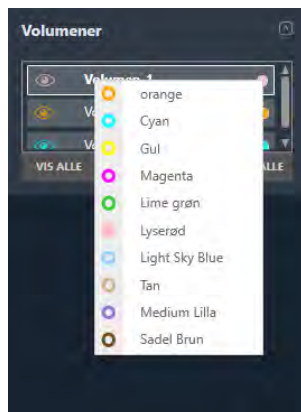 Volumener
Volumen 1
orange
Cyan
Gul
VIS ALLE
Magenta
Lime grøn
Lyserød
Light Sky Blue
Tan
Medium Lilla
Sadel Brun